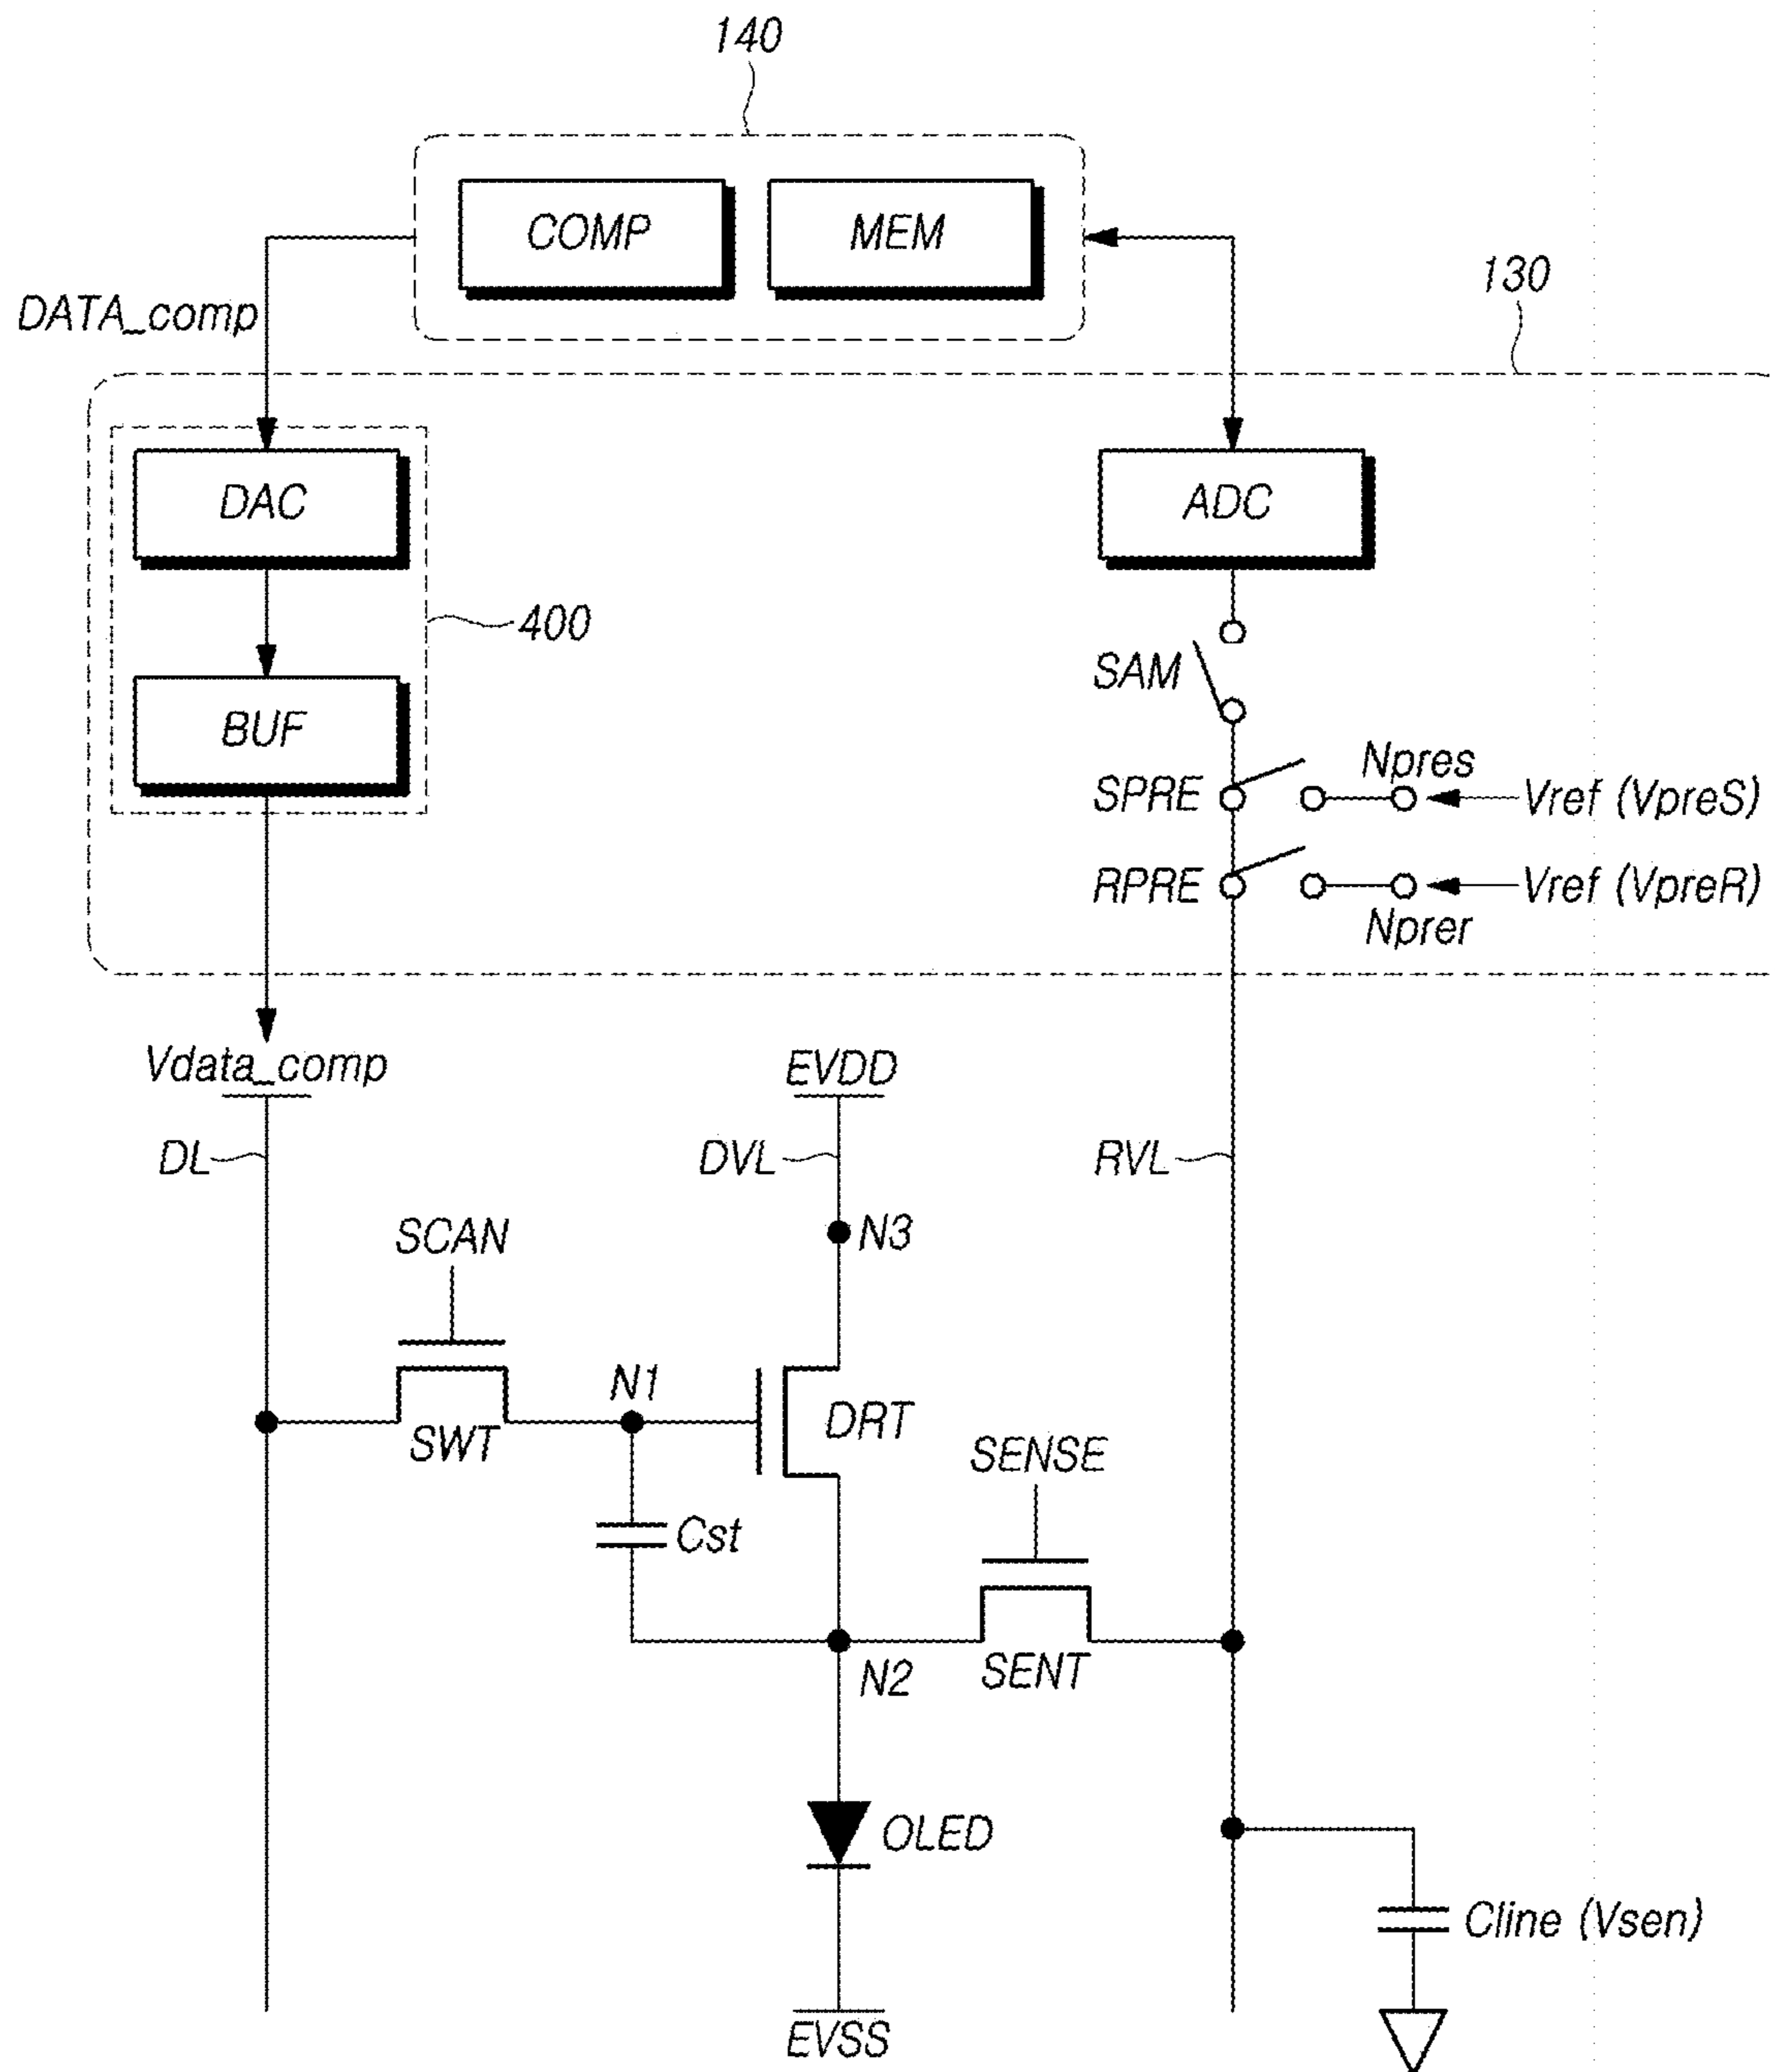 140
COMP
MEM
DATA_comp
130
DAC
ADC
400
SAM
BUF
Npres
SPRE
Vref (VpreS)
RPRE
Vref (VpreR)
Nprer
Vdata_comp
EVDD
DL
DVL
RVL
SCAN
N3
N1
DRT
SWT
SENSE
Cst
N2
SENT
OLED
Cline (Vsen)
EVSS